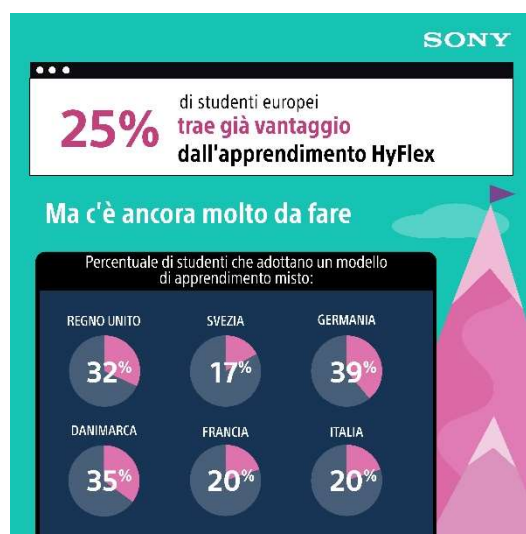 SONY
25%
di studenti europei
trae già vantaggio
dall'apprendimento HyFlex
Ma c'è ancora molto da fare
Percentuale di studenti che adottano un modello
di apprendimento misto:
REGNO UNITO SVEZIA GERMANIA
32% 17% 39%
DANIMARCA FRANCIA ITALIA
35% 20% 20%